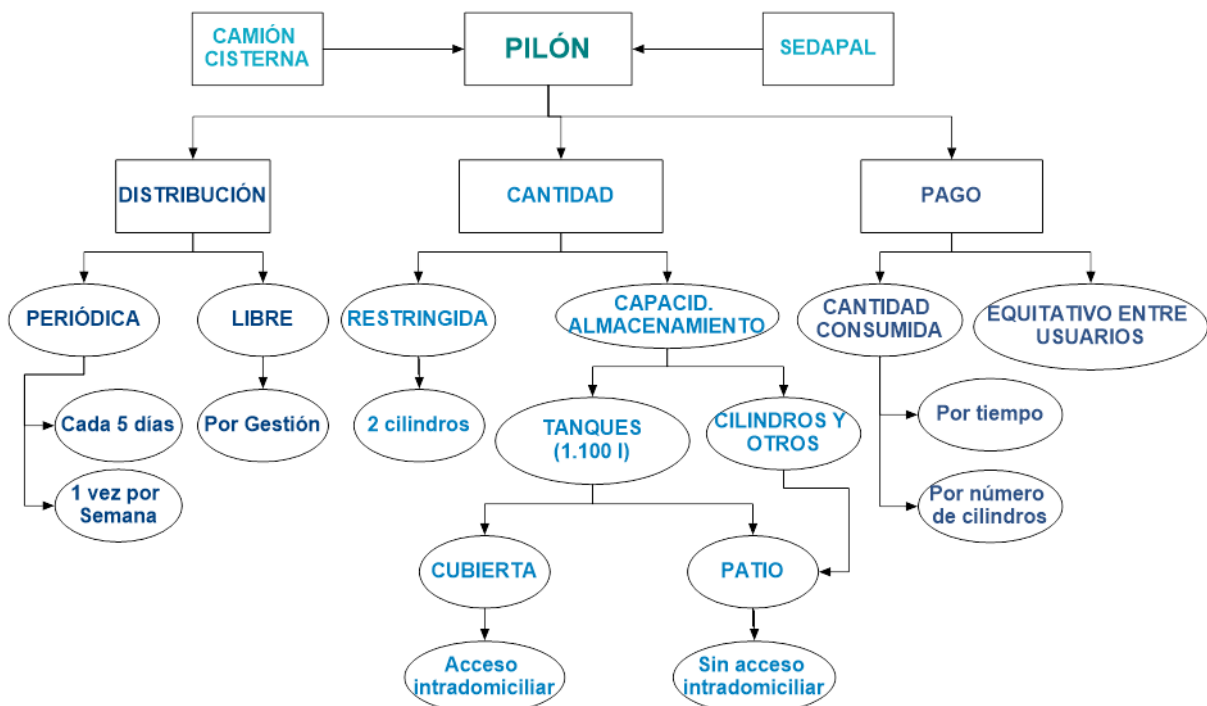 CAMIÓN
CISTERNA
PILÓN
SEDAPAL
DISTRIBUCIÓN
CANTIDAD
PAGO
PERIÓDICA
LIBRE
RESTRINGIDA
CAPACID.
ALMACENAMIENTO
CANTIDAD
CONSUMIDA
EQUITATIVO ENTRE
USUARIOS
Cada 5 días
Por Gestión
2 cilindros
TANQUES
(1.100 l)
CILINDROS Y
OTROS
Por tiempo
1 vez por
Semana
Por número
de cilindros
CUBIERTA
PATIO
Acceso
intradomiciliar
Sin acceso
intradomiciliar